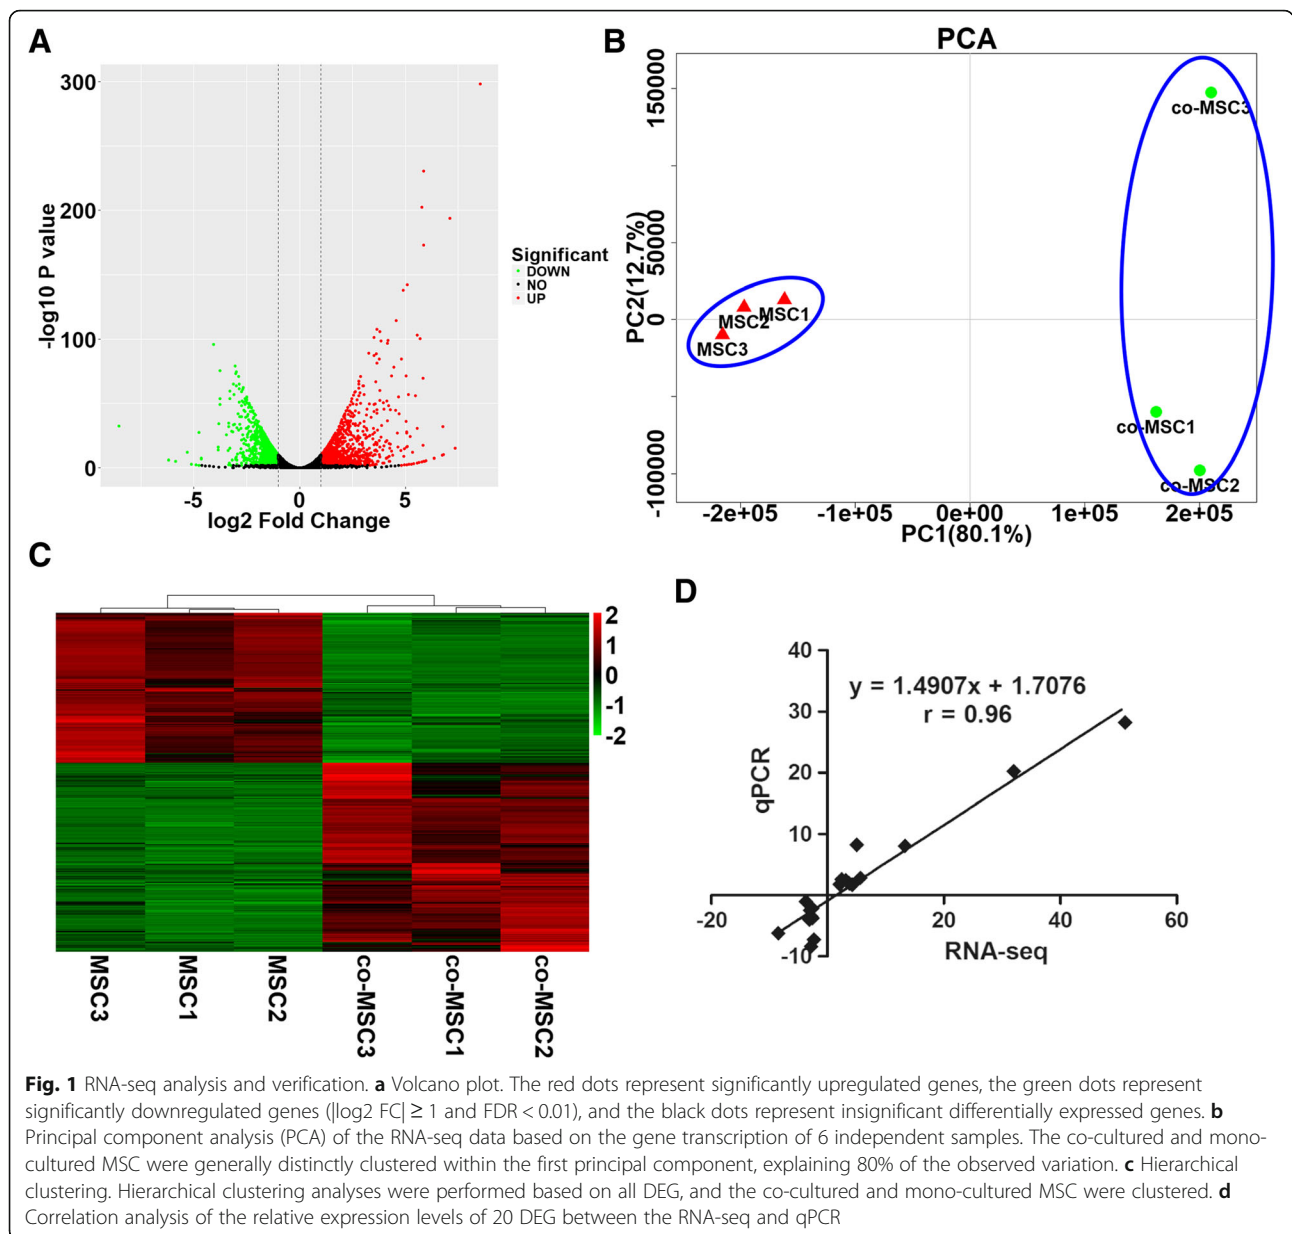 A
300
200
100
0
-log10 P value
-5
0
5
log2 Fold Change
Significant
DOWN
NO
UP
B
PCA
150000
50000
0
-100000
PC2(12.7%)
co-MSC3
MSC1
MSC2
MSC3
co-MSC1
co-MSC2
-2e+05
-1e+05
0e+00
1e+05
2e+05
PC1(80.1%)
C
2
1
0
-1
-2
MSC3
MSC1
MSC2
co-MSC3
co-MSC1
co-MSC2
D
40
30
20
10
-10
qPCR
y = 1.4907x + 1.7076
r = 0.96
-20
20
40
60
RNA-seq
Fig. 1 RNA-seq analysis and verification. a Volcano plot. The red dots represent significantly upregulated genes, the green dots represent
significantly downregulated genes (|log2 FC| ≥ 1 and FDR < 0.01), and the black dots represent insignificant differentially expressed genes. b
Principal component analysis (PCA) of the RNA-seq data based on the gene transcription of 6 independent samples. The co-cultured and mono-
cultured MSC were generally distinctly clustered within the first principal component, explaining 80% of the observed variation. c Hierarchical
clustering. Hierarchical clustering analyses were performed based on all DEG, and the co-cultured and mono-cultured MSC were clustered. d
Correlation analysis of the relative expression levels of 20 DEG between the RNA-seq and qPCR